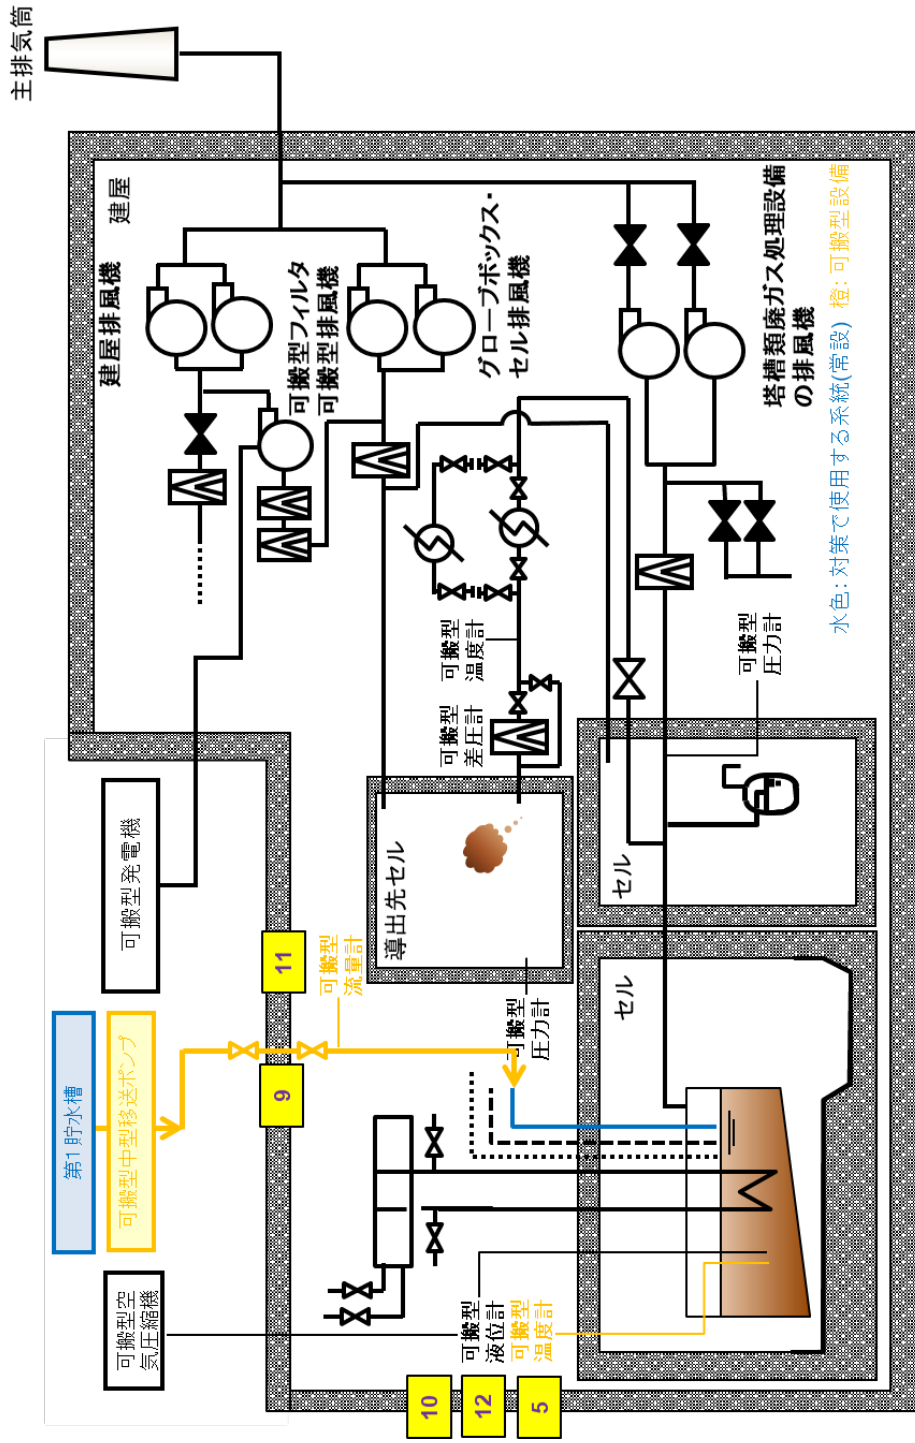 主排気筒
建屋
建屋排風機
可搬型フィルタ
可搬型排風機
グローブボックス・
セル排風機
塔槽類廃ガス処理設備
の排風機
水色：対策で使用する系統(常設)　橙：可搬型設備
可搬型
温度計
可搬型
差圧計
可搬型
圧力計
可搬型発電機
導出先セル
セル
セル
11
可搬型
流量計
可搬型
圧力計
第1貯水槽
可搬型中型移送ポンプ
9
可搬型空
気圧縮機
可搬型
液位計
可搬型
温度計
10
12
5